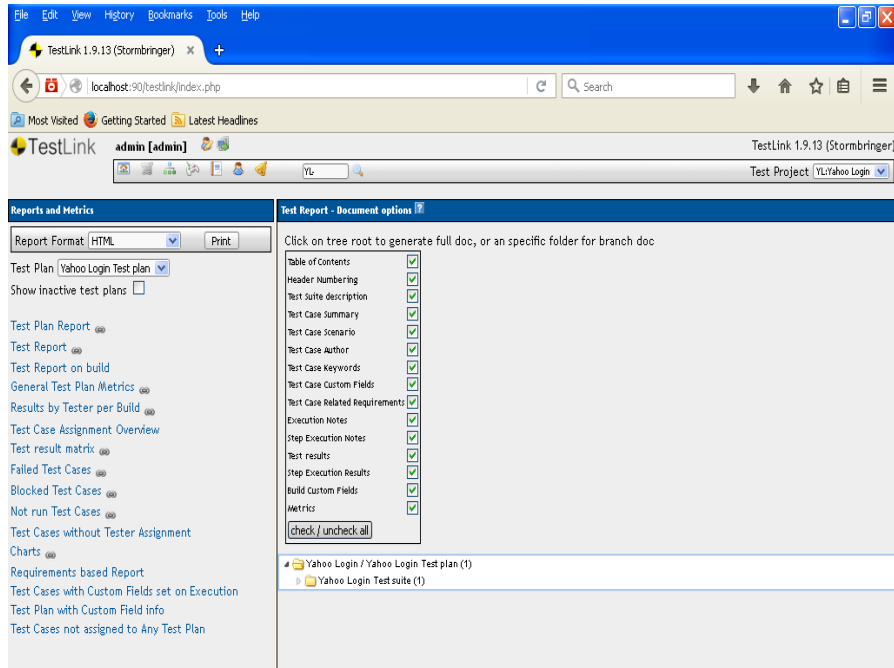 File Edit View History Bookmarks Tools Help
TestLink 1.9.13 (Stormbringer)
localhost:90/testlink/index.php
Search
Most Visited Getting Started Latest Headlines
TestLink admin [admin] TestLink 1.9.13 (Stormbringer)
YL- Test Project YL:Yahoo Login
Reports and Metrics
Report Format HTML Print
Test Plan Yahoo Login Test plan
Show inactive test plans
Test Plan Report
Test Report
Test Report on build
General Test Plan Metrics
Results by Tester per Build
Test Case Assignment Overview
Test result matrix
Failed Test Cases
Blocked Test Cases
Not run Test Cases
Test Cases without Tester Assignment
Charts
Requirements based Report
Test Cases with Custom Fields set on Execution
Test Plan with Custom Field info
Test Cases not assigned to Any Test Plan
Test Report - Document options ?
Click on tree root to generate full doc, or an specific folder for branch doc
Table of Contents
Header Numbering
Test Suite description
Test Case Summary
Test Case Scenario
Test Case Author
Test Case Keywords
Test Case Custom Fields
Test Case Related Requirements
Execution Notes
Step Execution Notes
Test results
Step Execution Results
Build Custom Fields
Metrics
check / uncheck all
Yahoo Login / Yahoo Login Test plan (1)
Yahoo Login Test suite (1)